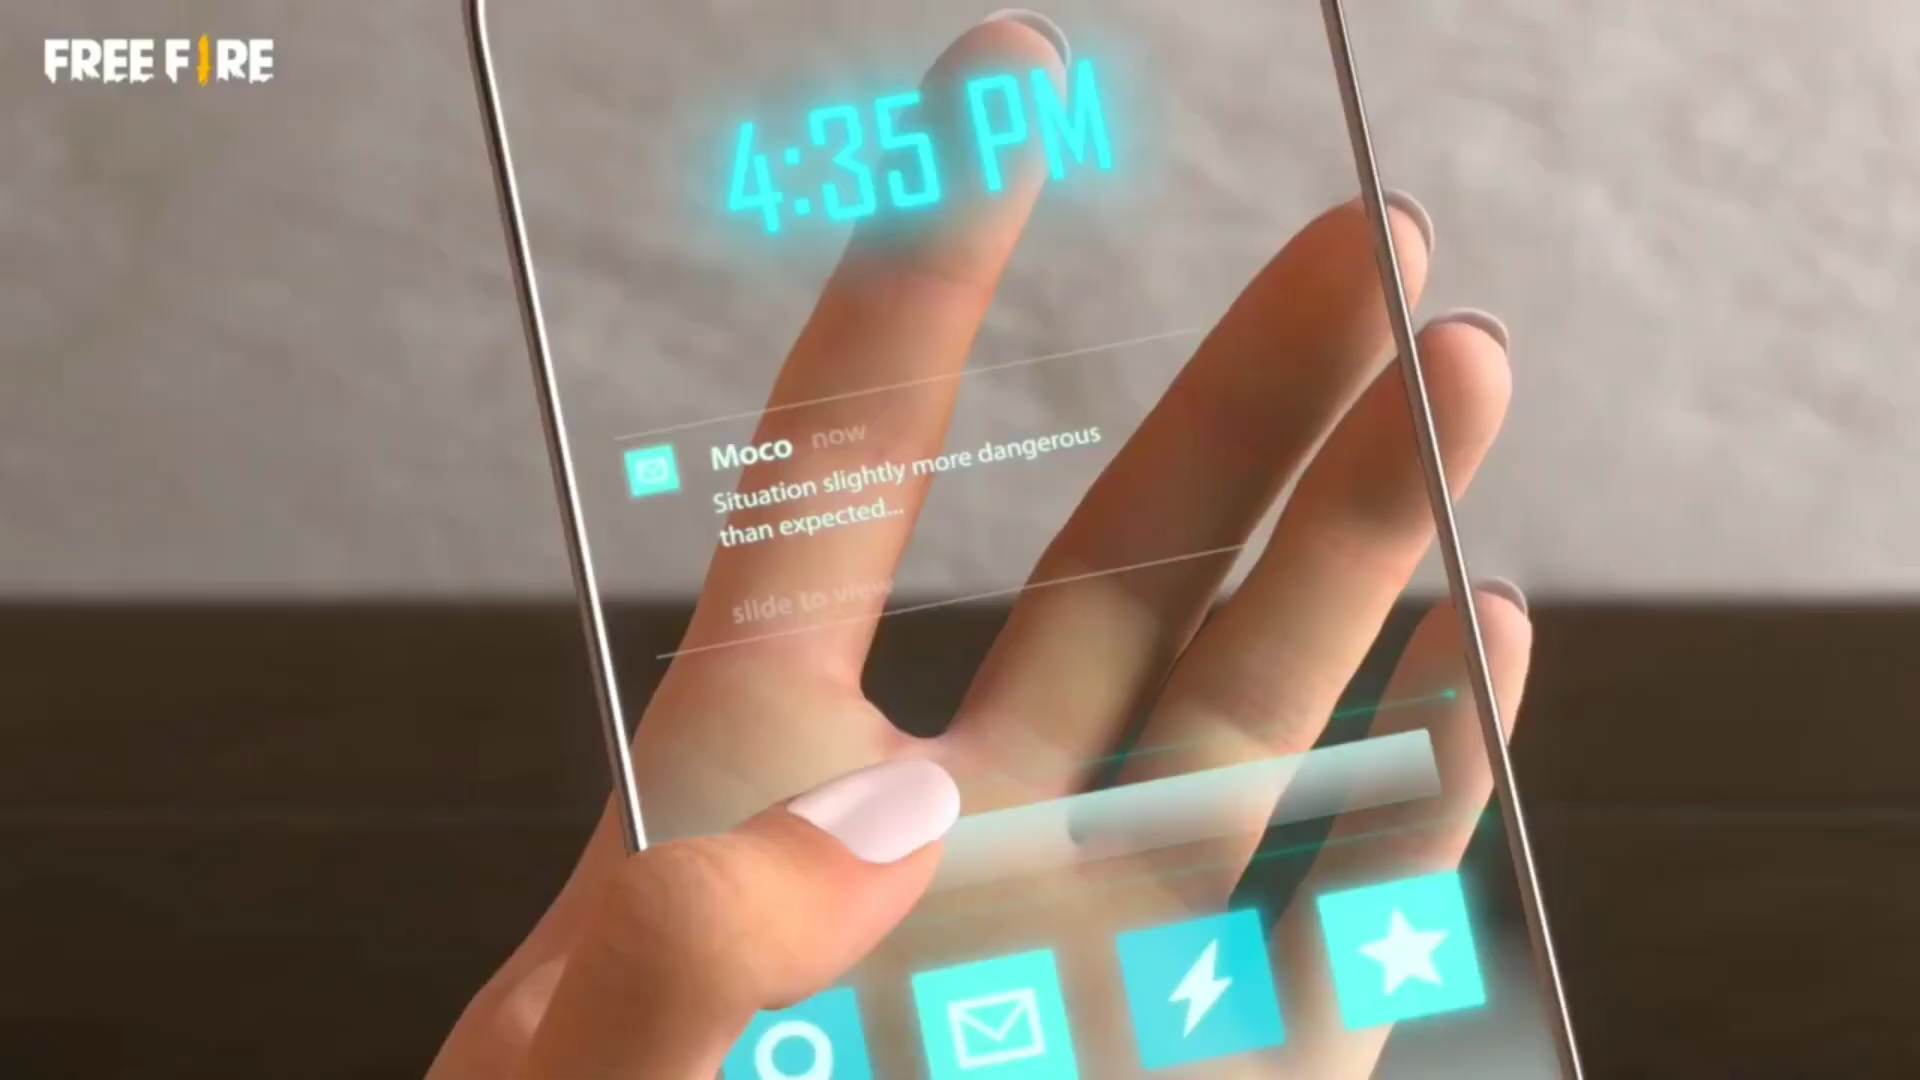 FREE FIRE
4:35 PM
Moco now
Situation slightly more dangerous
than expected...
slide to view